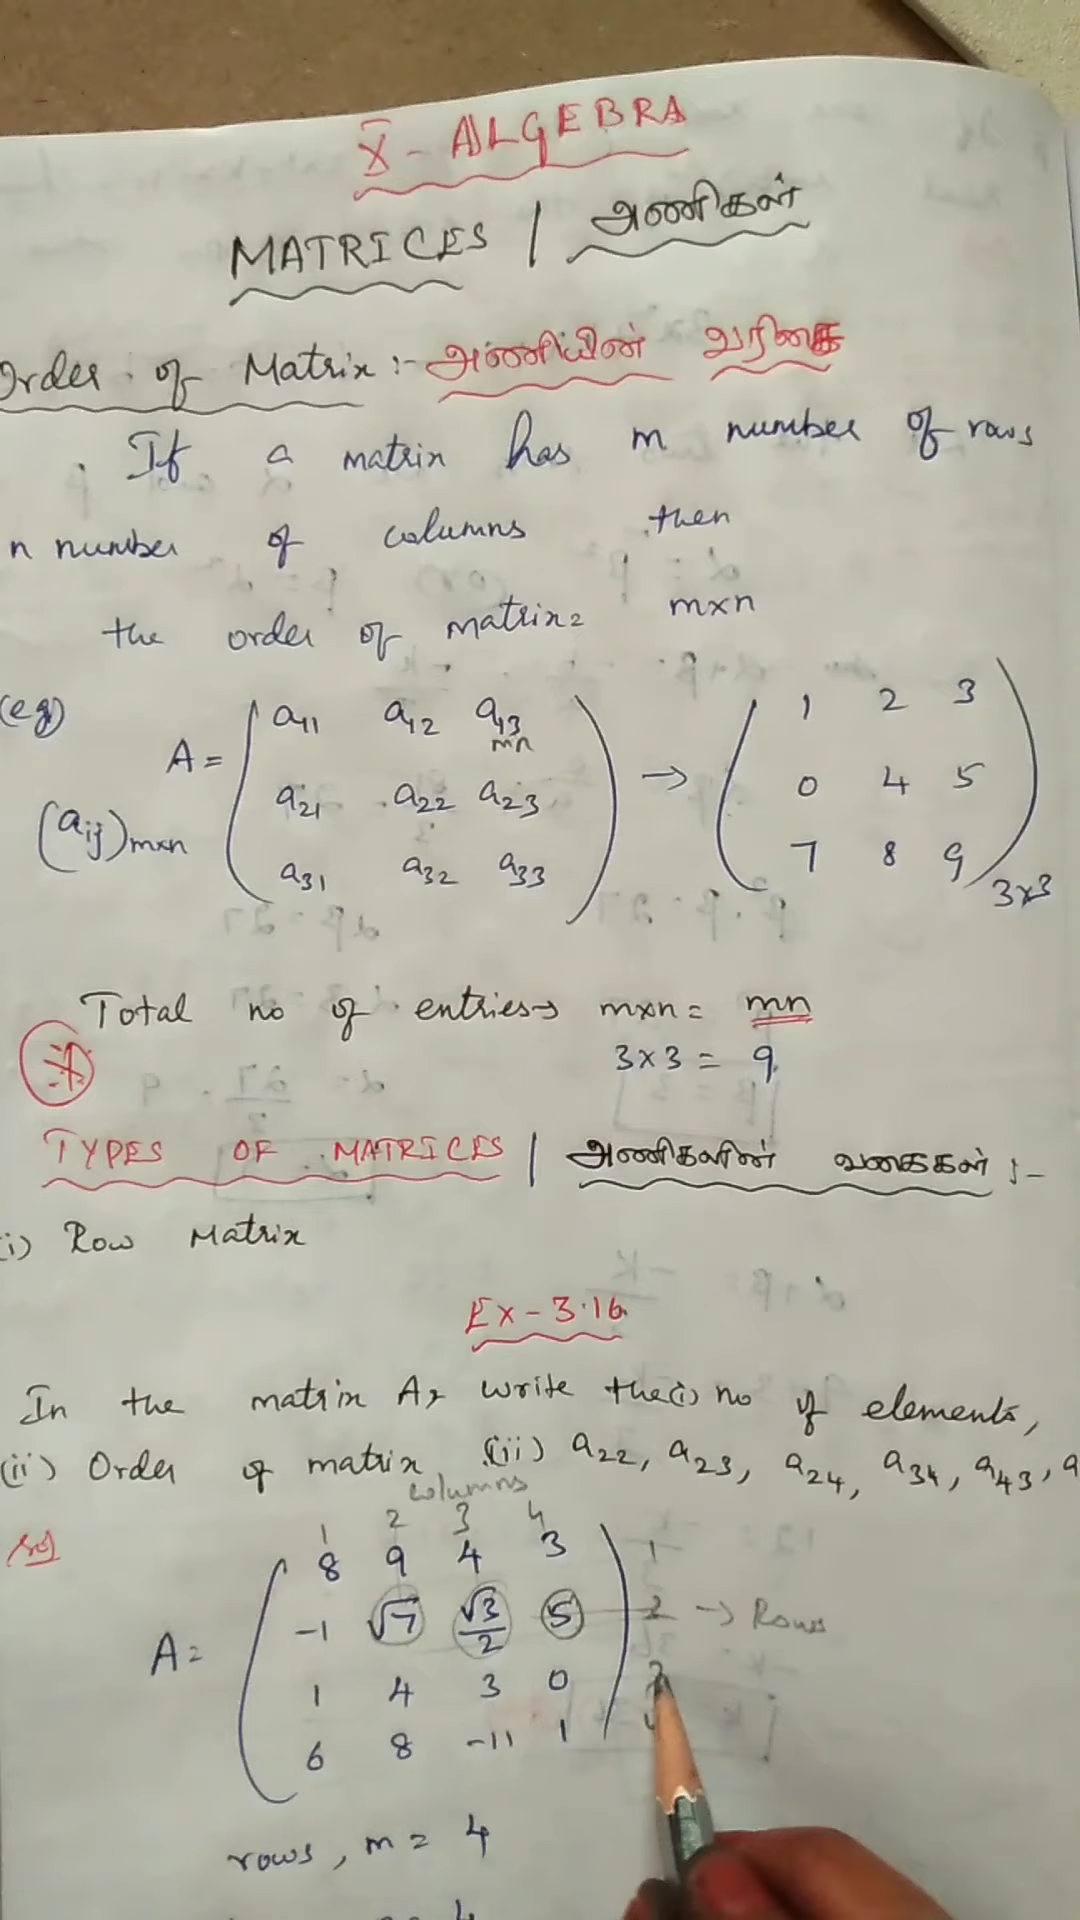 X - ALGEBRA
MATRICES | அணிகள்
Order of Matrix :- அணியின் வரிசை
If a matrix has m number of rows
n number of columns then
the order of matrix = m×n
(eg)
A = ( a11 a12 a13 → ( 1 2 3
mn
(aij)m×n a21 a22 a23 0 4 5
a31 a32 a33 ) 7 8 9 ) 3×3
Total no of entries → m×n = mn
3×3 = 9
TYPES OF MATRICES | அணிகளின் வகைகள் :-
(i) Row Matrix
Ex - 3.16
In the matrix A, write the (i) no of elements,
(ii) Order of matrix (iii) a22, a23, a24, a34, a43, a
columns
sol 1 2 3 4
A = ( 8 9 4 3 ) 1
-1 √7 √3/2 5 2 → Rows
1 4 3 0 3
6 8 -11 1 4
rows, m = 4